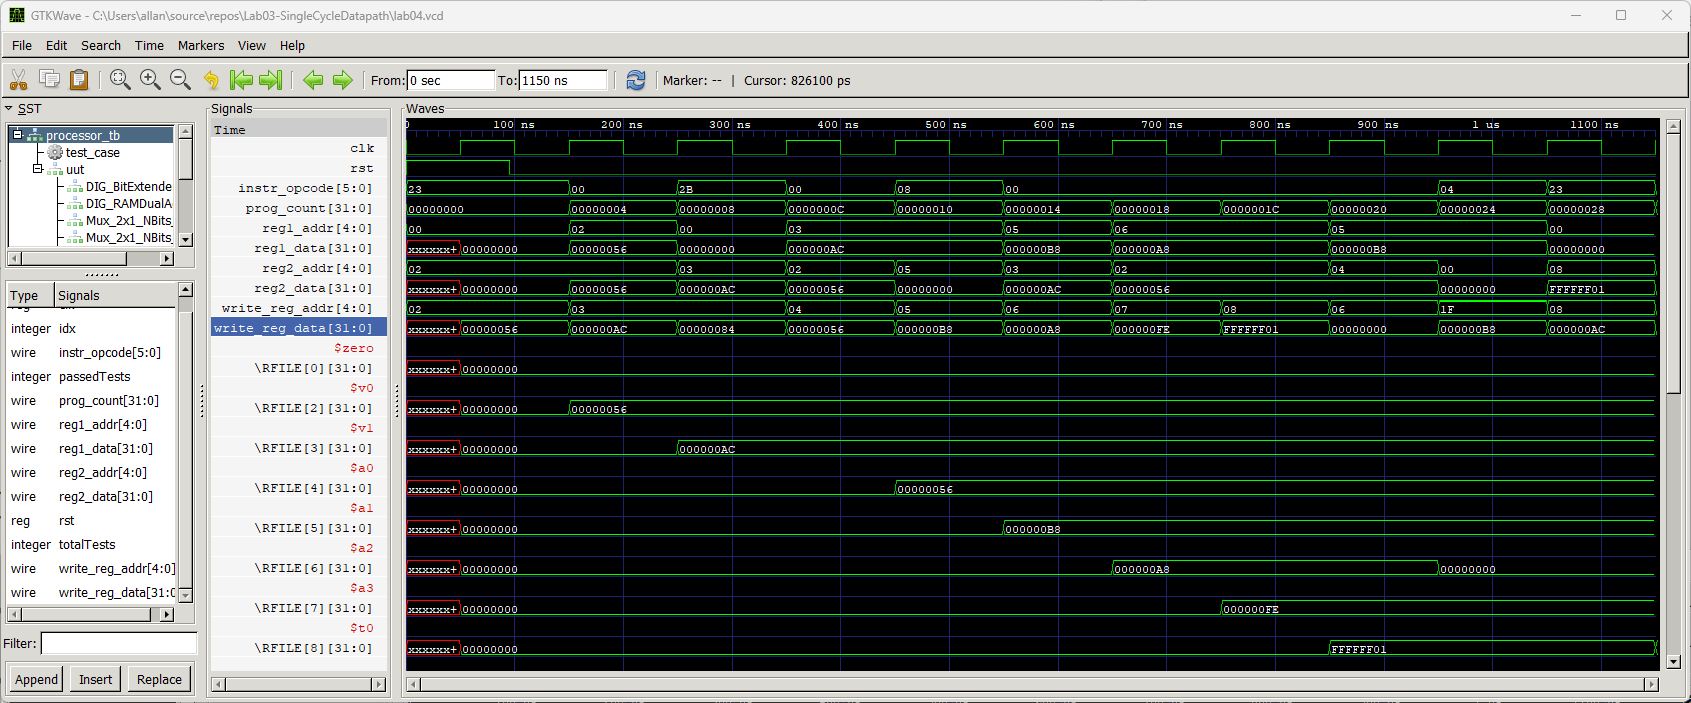 GTKWave - C:\Users\allan\source\repos\Lab03-SingleCycleDatapath\lab04.vcd
File Edit Search Time Markers View Help
From: 0 sec To: 1150 ns Marker: -- | Cursor: 826100 ps
SST
processor_tb
test_case
uut
DIG_BitExtende
DIG_RAMDualA
Mux_2x1_NBits_
Mux_2x1_NBits_
Type Signals
integer idx
wire instr_opcode[5:0]
integer passedTests
wire prog_count[31:0]
wire reg1_addr[4:0]
wire reg1_data[31:0]
wire reg2_addr[4:0]
wire reg2_data[31:0]
reg rst
integer totalTests
wire write_reg_addr[4:0]
wire write_reg_data[31:0
Filter:
Append Insert Replace
Signals
Waves
Time 0 100 ns 200 ns 300 ns 400 ns 500 ns 600 ns 700 ns 800 ns 900 ns 1 us 1100 ns
clk
rst
instr_opcode[5:0] 23 00 2B 00 08 00 04 23
prog_count[31:0] 00000000 00000004 00000008 0000000C 00000010 00000014 00000018 0000001C 00000020 00000024 00000028
reg1_addr[4:0] 00 02 00 03 05 06 05 00
reg1_data[31:0] xxxxxx+ 00000000 00000056 00000000 000000AC 000000B8 000000A8 000000B8 00000000
reg2_addr[4:0] 02 03 02 05 03 02 04 00 08
reg2_data[31:0] xxxxxx+ 00000000 00000056 000000AC 00000056 00000000 000000AC 00000056 00000000 FFFFFF01
write_reg_addr[4:0] 02 03 04 05 06 07 08 06 1F 08
write_reg_data[31:0] xxxxxx+ 00000056 000000AC 00000084 00000056 000000B8 000000A8 000000FE FFFFFF01 00000000 000000B8 000000AC
$zero
\RFILE[0][31:0] xxxxxx+ 00000000
$v0
\RFILE[2][31:0] xxxxxx+ 00000000 00000056
$v1
\RFILE[3][31:0] xxxxxx+ 00000000 000000AC
$a0
\RFILE[4][31:0] xxxxxx+ 00000000 00000056
$a1
\RFILE[5][31:0] xxxxxx+ 00000000 000000B8
$a2
\RFILE[6][31:0] xxxxxx+ 00000000 000000A8 00000000
$a3
\RFILE[7][31:0] xxxxxx+ 00000000 000000FE
$t0
\RFILE[8][31:0] xxxxxx+ 00000000 FFFFFF01